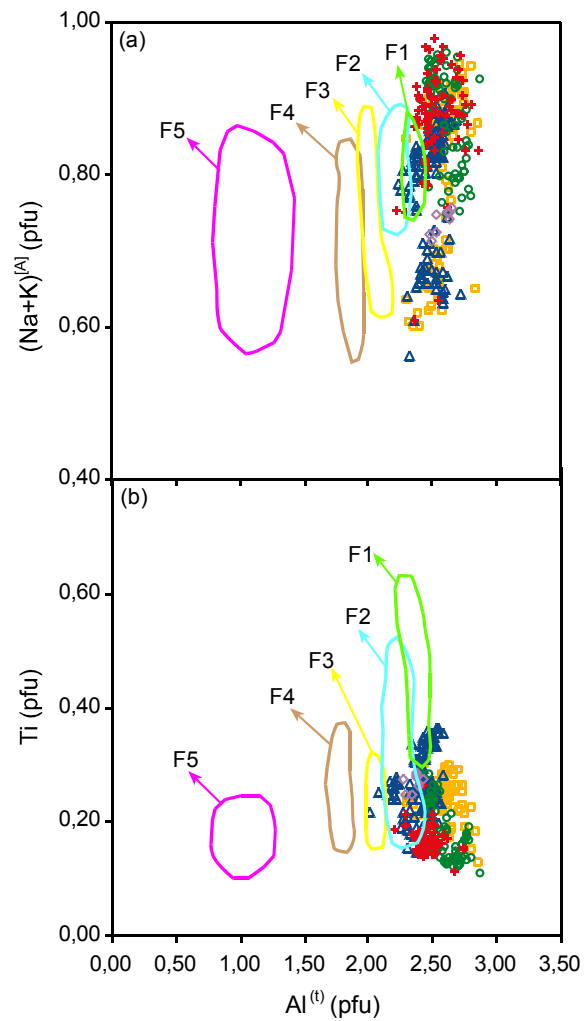 1,00
(a)
F1
F2
F3
F4
F5
0,80
0,60
0,40
(Na+K)[A] (pfu)
(b)
F1
0,60
F2
F3
F4
0,40
F5
0,20
0,00
Ti (pfu)
0,00 0,50 1,00 1,50 2,00 2,50 3,00 3,50
Al(t) (pfu)